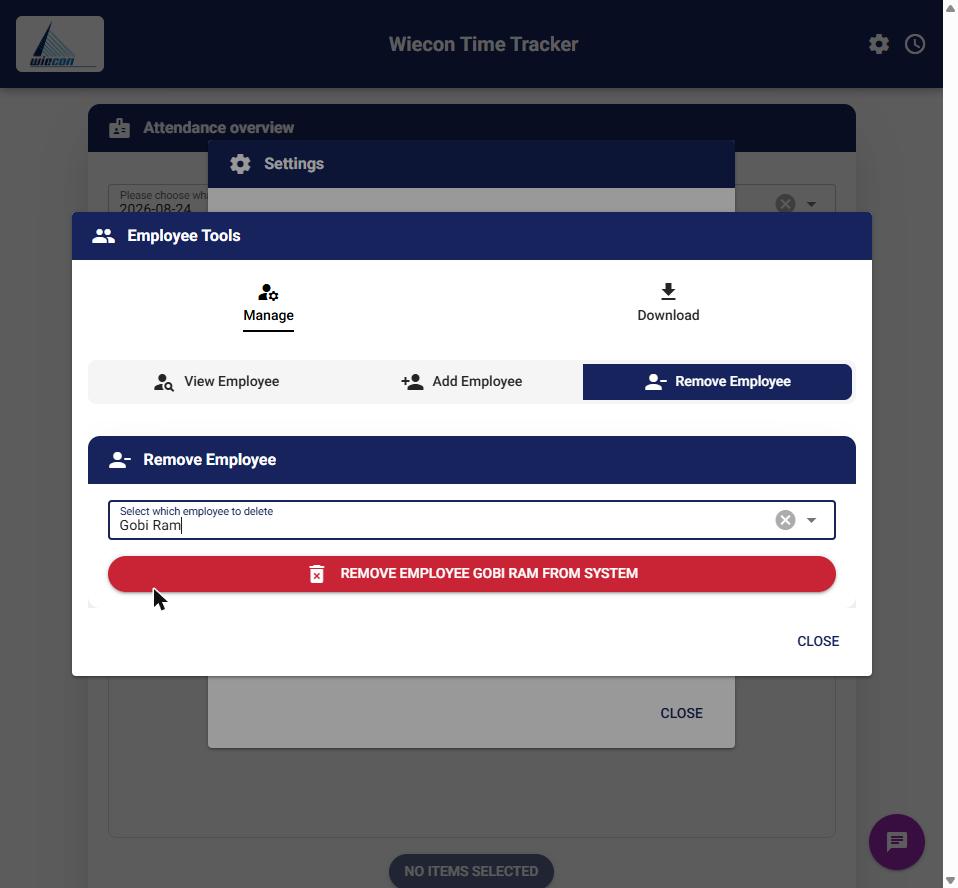 wiecon
Wiecon Time Tracker
Attendance overview
Settings
Please choose wh
2026-08-24
Employee Tools
Manage
Download
View Employee
Add Employee
Remove Employee
Remove Employee
Select which employee to delete
Gobi Ram
REMOVE EMPLOYEE GOBI RAM FROM SYSTEM
CLOSE
CLOSE
NO ITEMS SELECTED